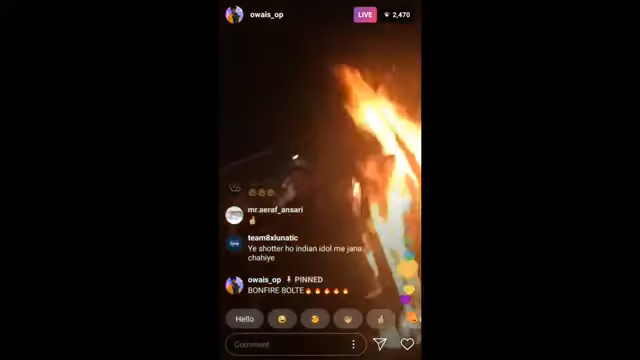 owais_op
LIVE
2,470
mr.aeraf_ansari
team8xlunatic
Ye shotter ho indian idol me jana
chahiye
owais_op PINNED
BONFIRE BOLTE🔥🔥🔥🔥🔥
Hello
Comment